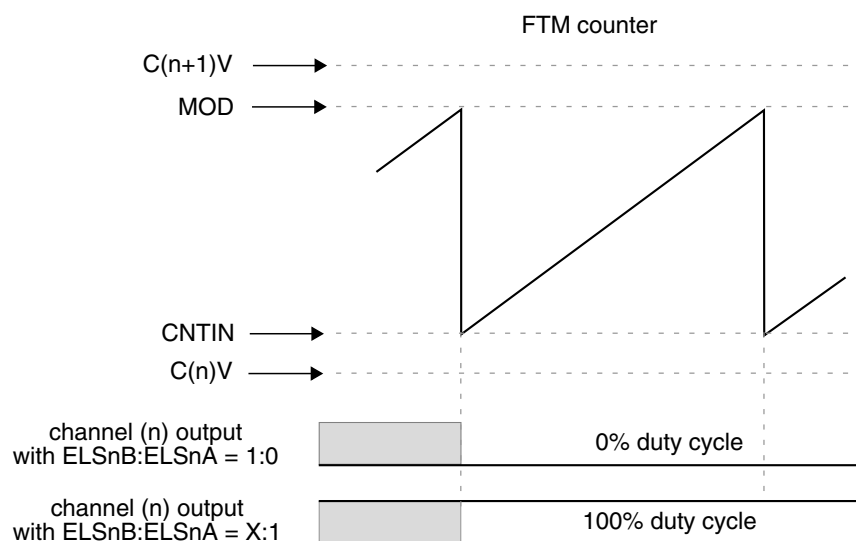 FTM counter
C(n+1)V
MOD
CNTIN
C(n)V
channel (n) output
with ELSnB:ELSnA = 1:0
0% duty cycle
channel (n) output
with ELSnB:ELSnA = X:1
100% duty cycle